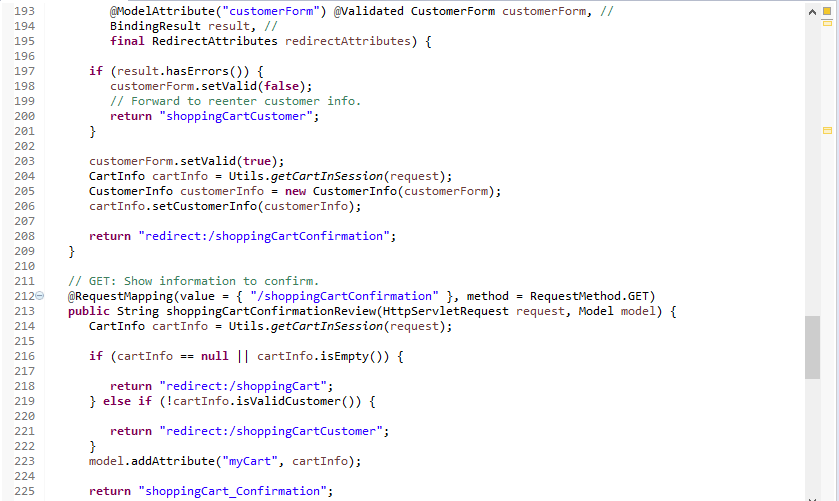 193 @ModelAttribute("customerForm") @Validated CustomerForm customerForm, //
194 BindingResult result, //
195 final RedirectAttributes redirectAttributes) {
196
197 if (result.hasErrors()) {
198 customerForm.setValid(false);
199 // Forward to reenter customer info.
200 return "shoppingCartCustomer";
201 }
202
203 customerForm.setValid(true);
204 CartInfo cartInfo = Utils.getCartInSession(request);
205 CustomerInfo customerInfo = new CustomerInfo(customerForm);
206 cartInfo.setCustomerInfo(customerInfo);
207
208 return "redirect:/shoppingCartConfirmation";
209 }
210
211 // GET: Show information to confirm.
212 @RequestMapping(value = { "/shoppingCartConfirmation" }, method = RequestMethod.GET)
213 public String shoppingCartConfirmationReview(HttpServletRequest request, Model model) {
214 CartInfo cartInfo = Utils.getCartInSession(request);
215
216 if (cartInfo == null || cartInfo.isEmpty()) {
217
218 return "redirect:/shoppingCart";
219 } else if (!cartInfo.isValidCustomer()) {
220
221 return "redirect:/shoppingCartCustomer";
222 }
223 model.addAttribute("myCart", cartInfo);
224
225 return "shoppingCart_Confirmation";